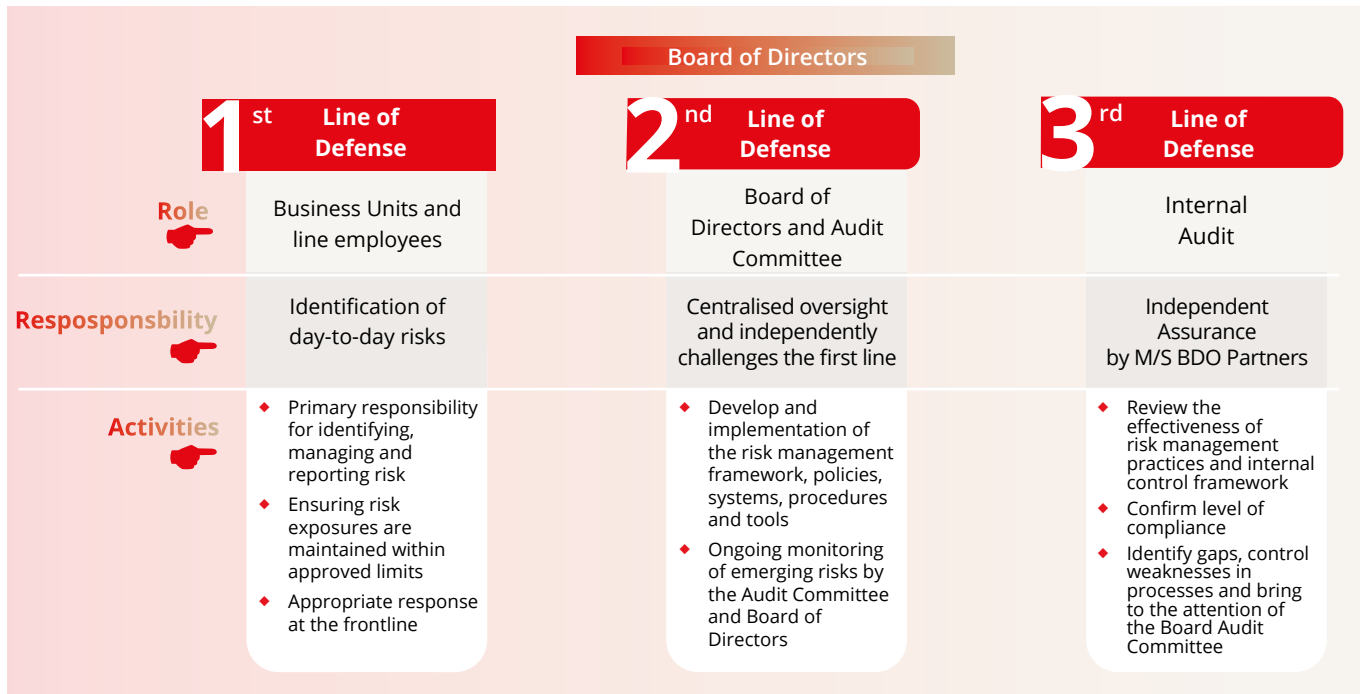 Board of Directors
1st Line of
Defense
2nd Line of
Defense
3rd Line of
Defense
Role
Business Units and
line employees
Board of
Directors and Audit
Committee
Internal
Audit
Resposponsbility
Identification of
day-to-day risks
Centralised oversight
and independently
challenges the first line
Independent
Assurance
by M/S BDO Partners
Activities
◆ Primary responsibility
for identifying,
managing and
reporting risk
◆ Ensuring risk
exposures are
maintained within
approved limits
◆ Appropriate response
at the frontline
◆ Develop and
implementation of
the risk management
framework, policies,
systems, procedures
and tools
◆ Ongoing monitoring
of emerging risks by
the Audit Committee
and Board of
Directors
◆ Review the
effectiveness of
risk management
practices and internal
control framework
◆ Confirm level of
compliance
◆ Identify gaps, control
weaknesses in
processes and bring
to the attention of
the Board Audit
Committee